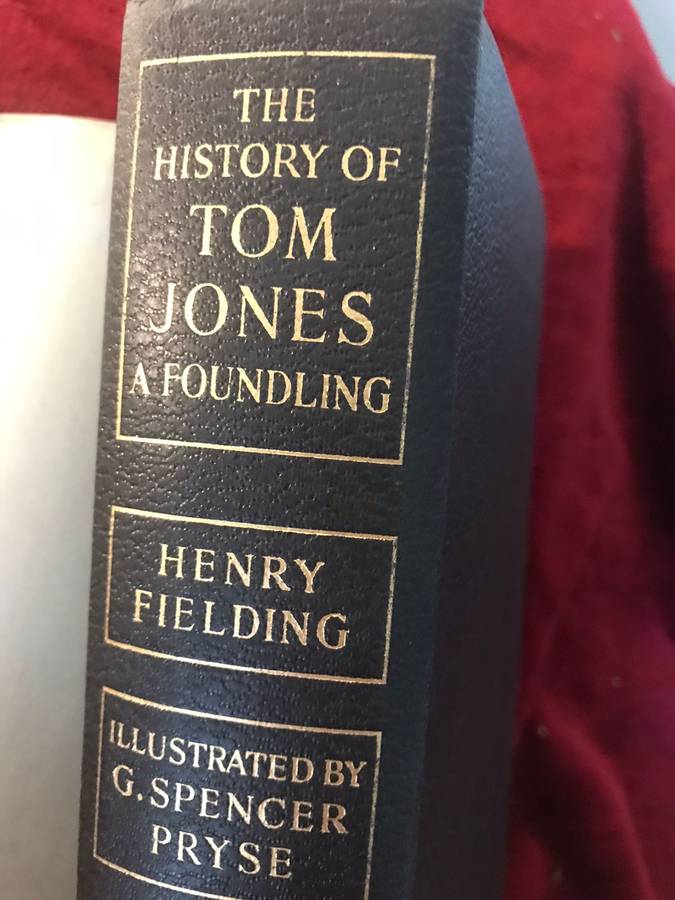 THE
HISTORY OF
TOM
JONES
A FOUNDLING
HENRY
FIELDING
ILLUSTRATED BY
G. SPENCER
PRYSE